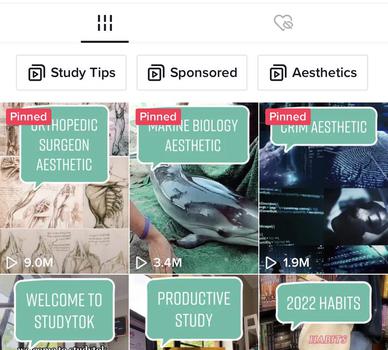 Study Tips
Sponsored
Aesthetics
Pinned
ORTHOPEDIC
SURGEON
AESTHETIC
9.0M
Pinned
MARINE BIOLOGY
AESTHETIC
3.4M
Pinned
CRIM AESTHETIC
1.9M
WELCOME TO
STUDYTOK
PRODUCTIVE
STUDY
2022 HABITS
HABITS